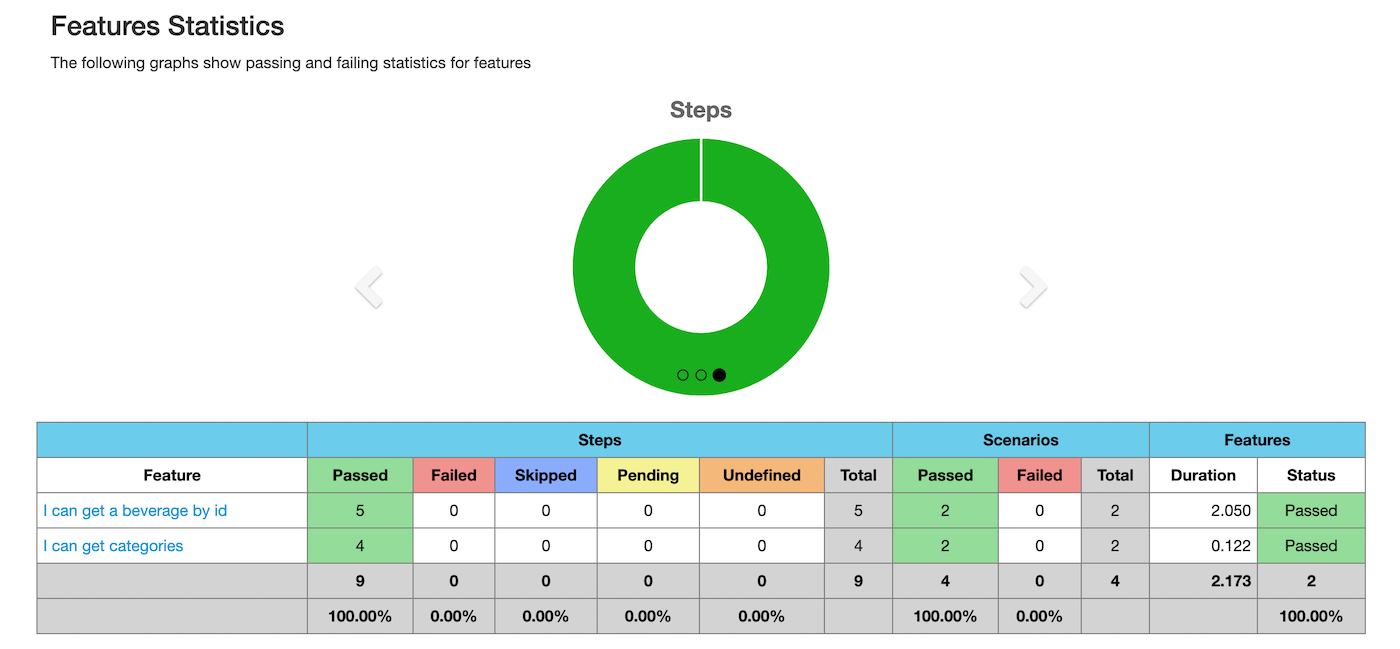 Features Statistics
The following graphs show passing and failing statistics for features
Steps
Steps Scenarios Features
Feature Passed Failed Skipped Pending Undefined Total Passed Failed Total Duration Status
I can get a beverage by id 5 0 0 0 0 5 2 0 2 2.050 Passed
I can get categories 4 0 0 0 0 4 2 0 2 0.122 Passed
9 0 0 0 0 9 4 0 4 2.173 2
100.00% 0.00% 0.00% 0.00% 0.00% 100.00% 0.00% 100.00%